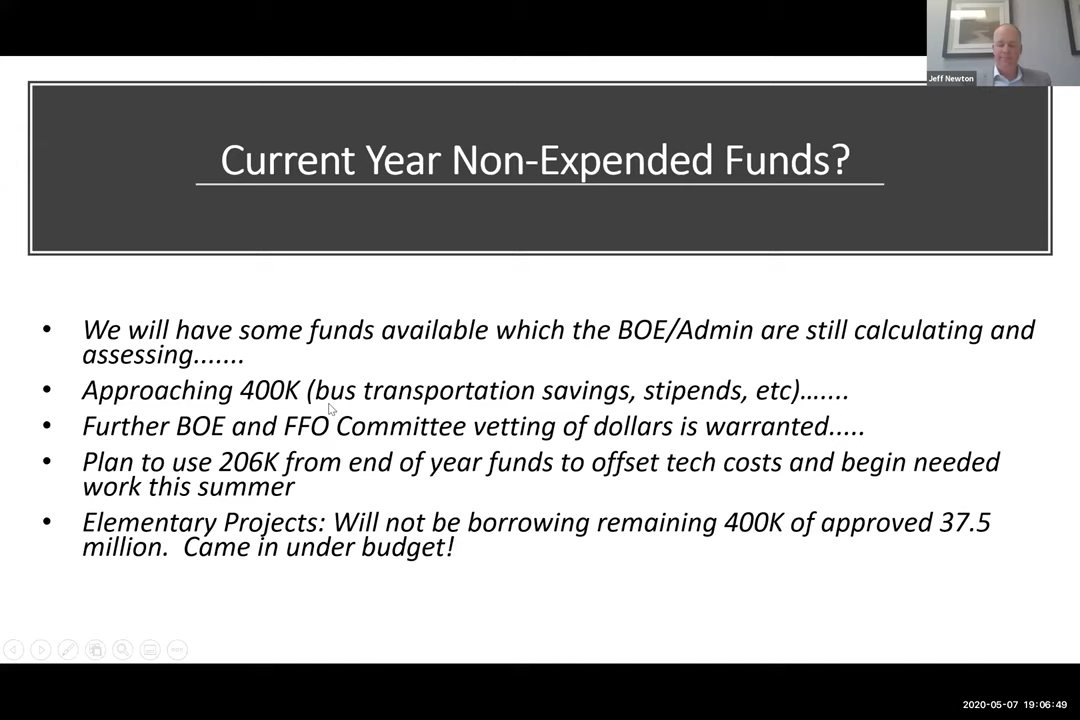 Jeff Newton
Current Year Non-Expended Funds?
• We will have some funds available which the BOE/Admin are still calculating and
assessing.......
• Approaching 400K (bus transportation savings, stipends, etc)…....
• Further BOE and FFO Committee vetting of dollars is warranted.....
• Plan to use 206K from end of year funds to offset tech costs and begin needed
work this summer
• Elementary Projects: Will not be borrowing remaining 400K of approved 37.5
million.  Came in under budget!
2020-05-07 19:06:49